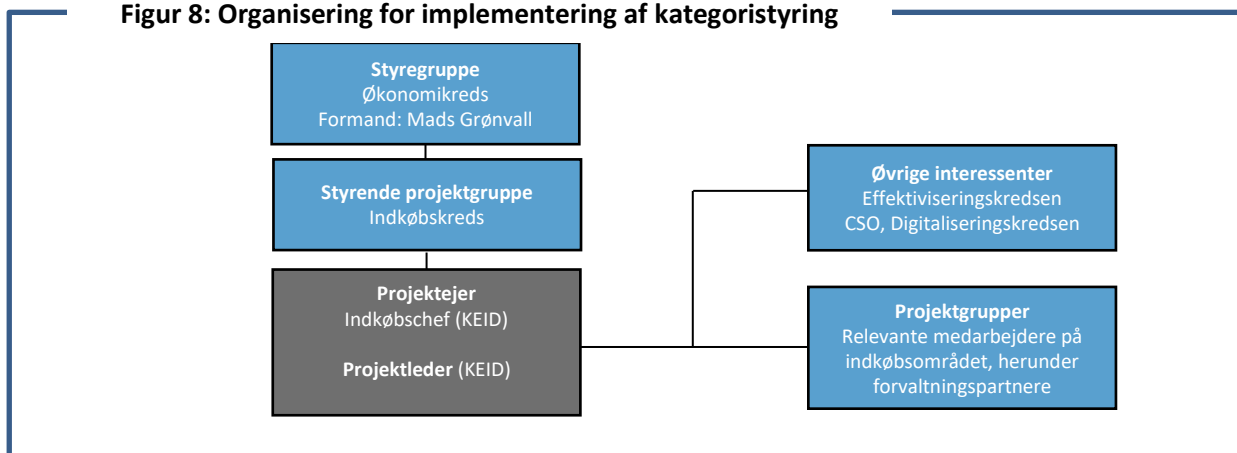 Figur 8: Organisering for implementering af kategoristyring
Styregruppe
Økonomikreds
Formand: Mads Grønvall
Styrende projektgruppe
Indkøbskreds
Projektejer
Indkøbschef (KEID)
Projektleder (KEID)
Øvrige interessenter
Effektiviseringskredsen
CSO, Digitaliseringskredsen
Projektgrupper
Relevante medarbejdere på
indkøbsområdet, herunder
forvaltningspartnere